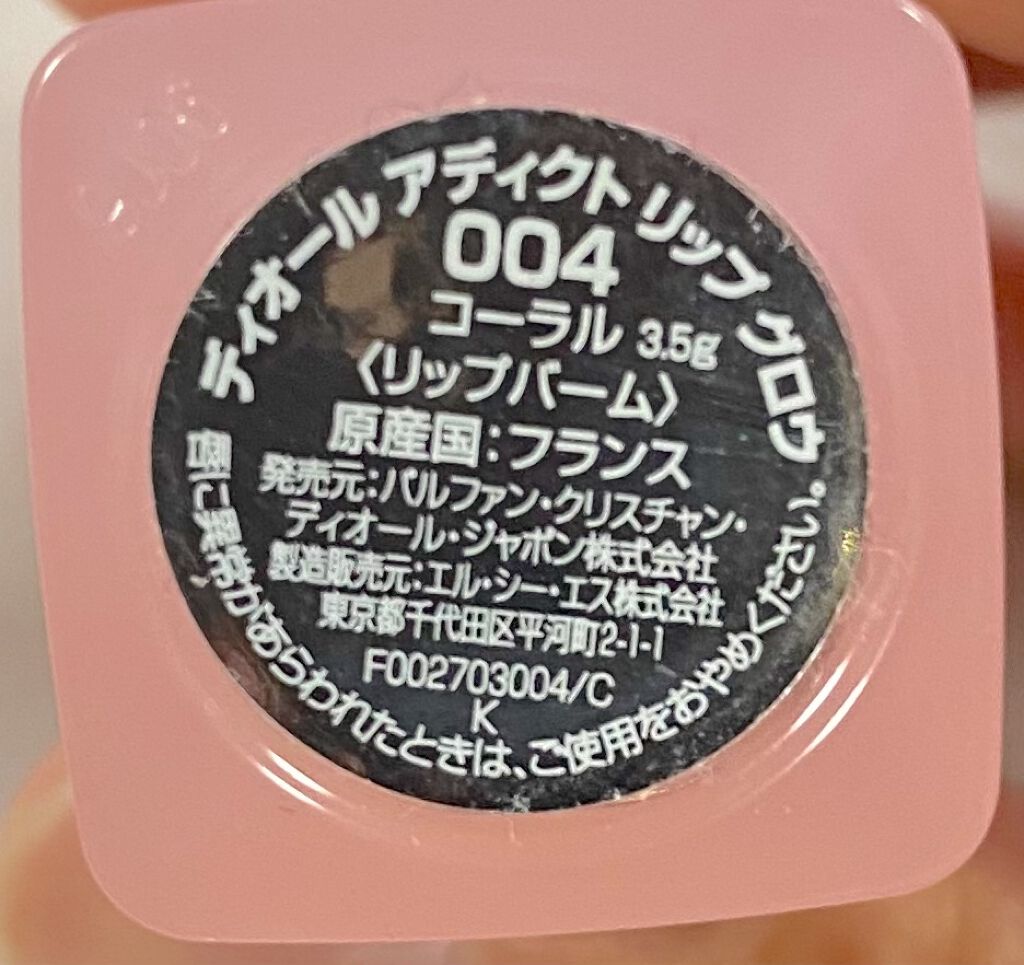 ディオール アディクト リップ グロウ
004
コーラル 3.5g
〈リップバーム〉
原産国:フランス
発売元:パルファン・クリスチャン・
ディオール・ジャポン株式会社
製造販売元:エル・シー・エス株式会社
東京都千代田区平河町2-1-1
F002703004/C
K
唇に異常があらわれたときは、ご使用をおやめください。